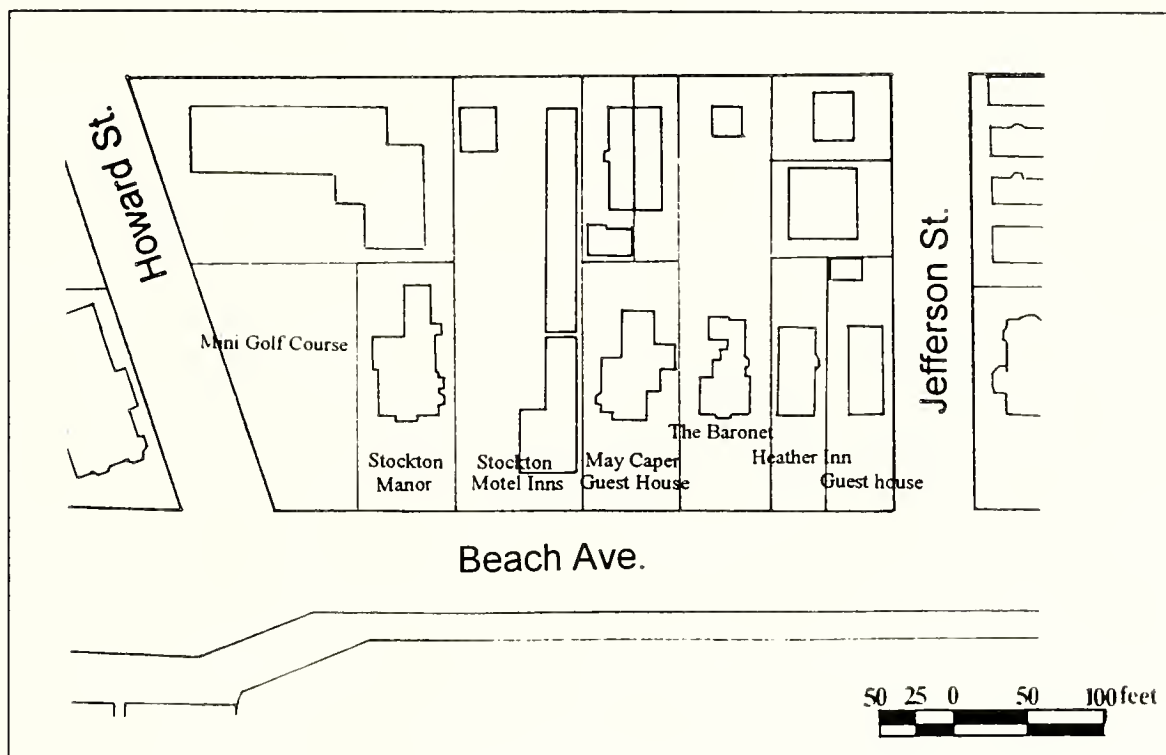 Howard St.
Jefferson St.
Mini Golf Course
The Baronet
Stockton
Manor
Stockton
Motel Inns
May Caper
Guest House
Heather Inn
Guest house
Beach Ave.
50 25 0 50 100 feet